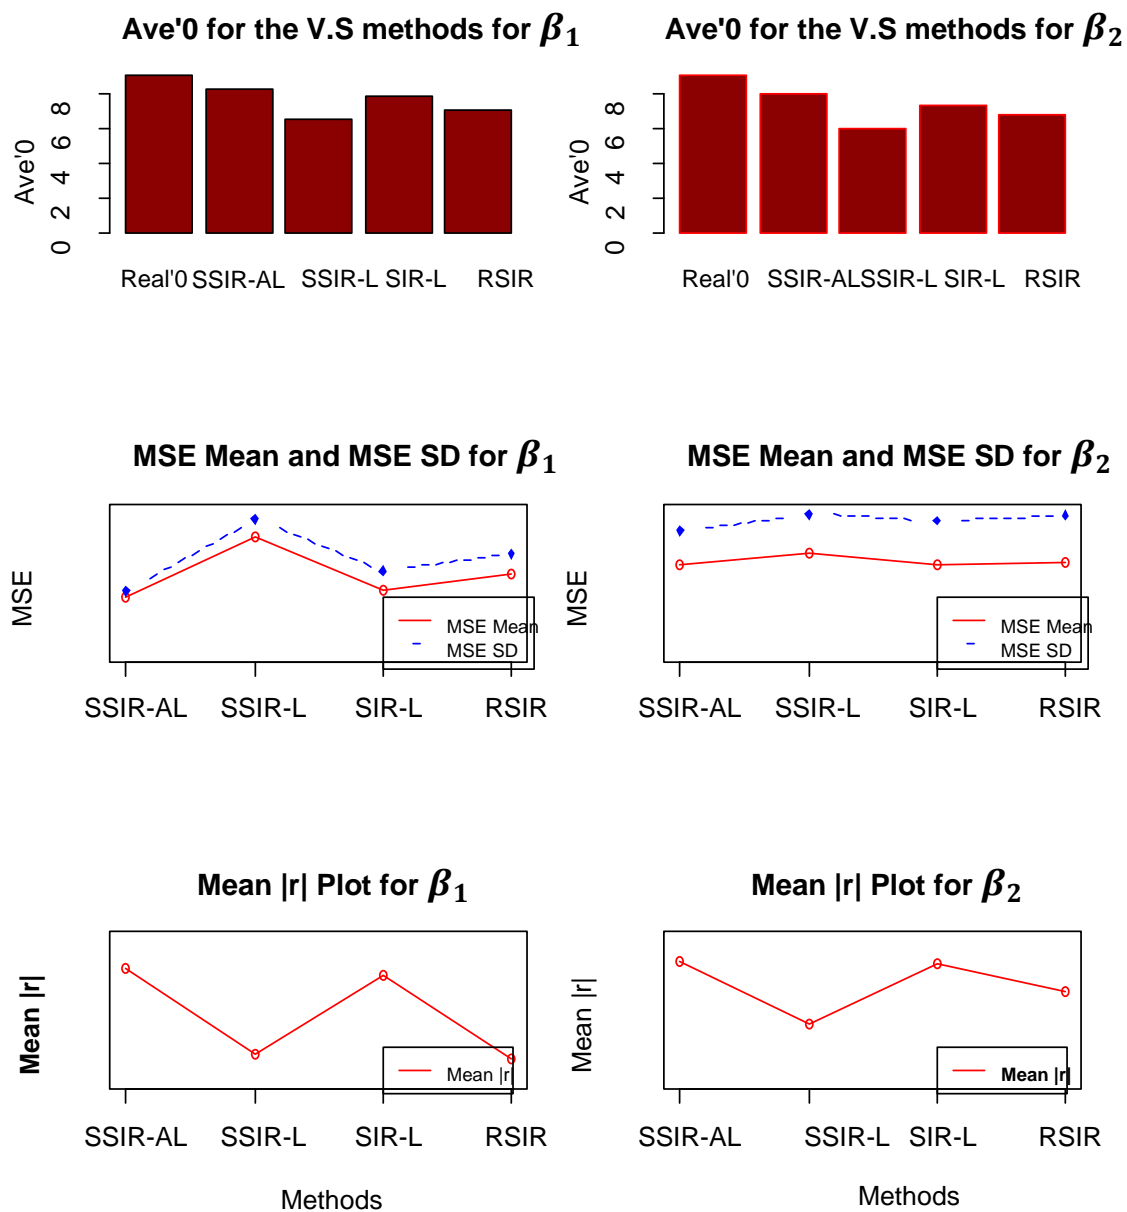 Ave'0 for the V.S methods for β1
Ave'0 for the V.S methods for β2
Ave'0
0 2 4 6 8
Real'0 SSIR-AL SSIR-L SIR-L RSIR
Ave'0
0 2 4 6 8
Real'0 SSIR-AL SSIR-L SIR-L RSIR
MSE Mean and MSE SD for β1
MSE Mean and MSE SD for β2
MSE
MSE Mean
MSE SD
SSIR-AL SSIR-L SIR-L RSIR
MSE
MSE Mean
MSE SD
SSIR-AL SSIR-L SIR-L RSIR
Mean |r| Plot for β1
Mean |r| Plot for β2
Mean |r|
Mean |r|
SSIR-AL SSIR-L SIR-L RSIR
Methods
Mean |r|
Mean |r|
SSIR-AL SSIR-L SIR-L RSIR
Methods